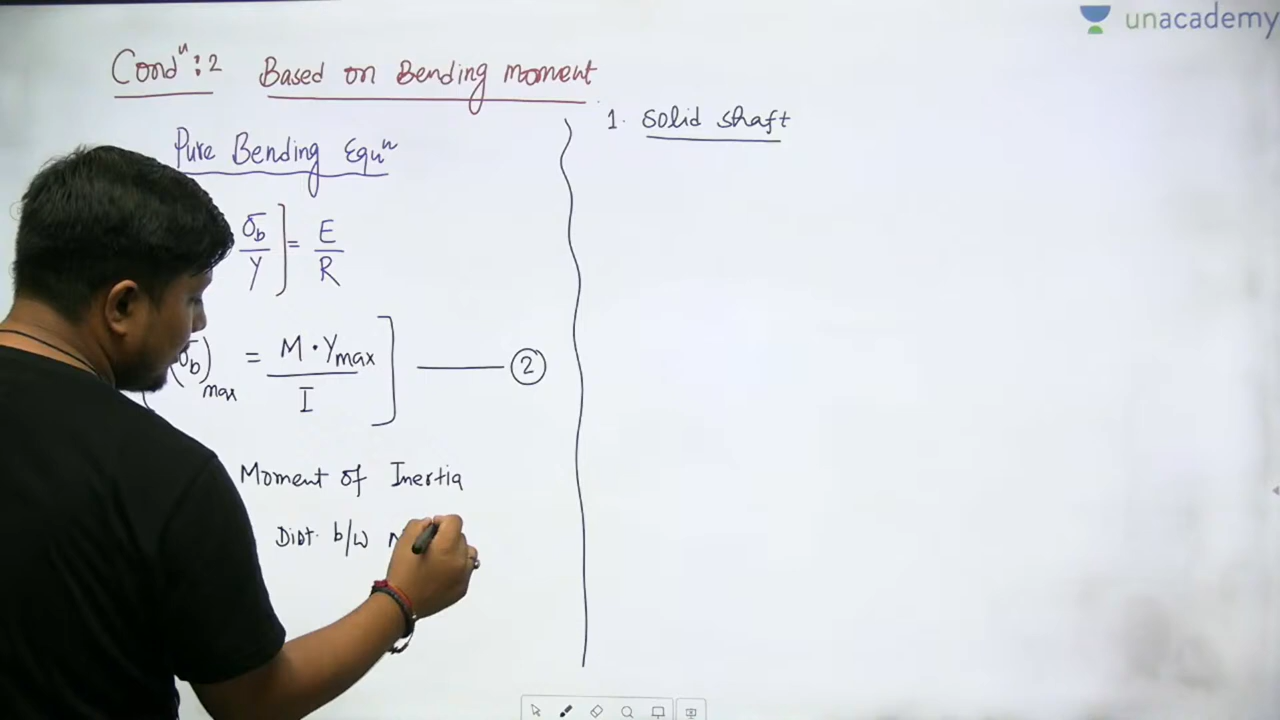 unacademy
Condⁿ:2 Based on Bending moment
Pure Bending Equⁿ
σb/Y] = E/R
(σb)max = M·Ymax/I] —— ②
Moment of Inertia
Dist. b/w
1. Solid shaft